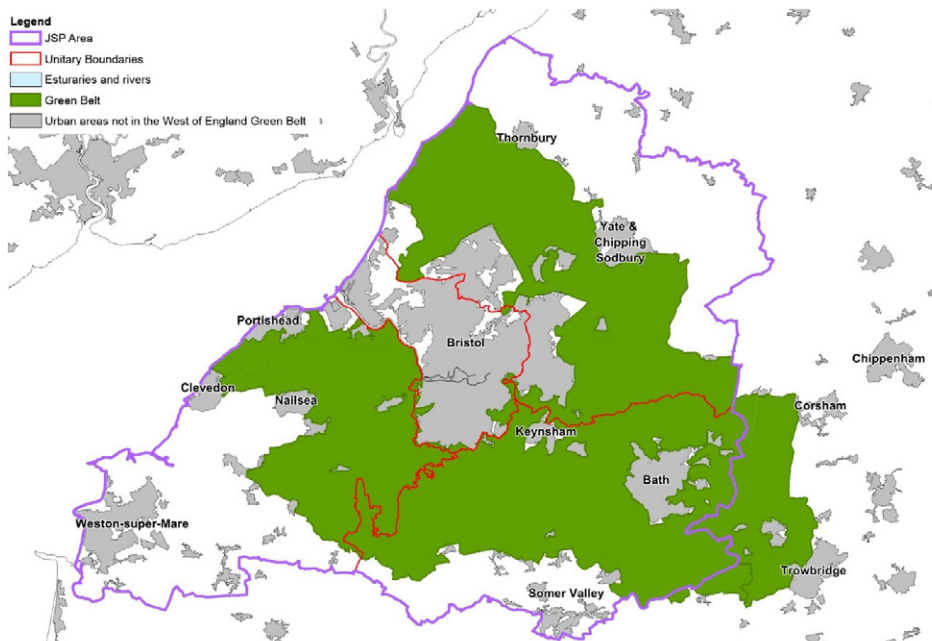 Legend
JSP Area
Unitary Boundaries
Esturaries and rivers
Green Belt
Urban areas not in the West of England Green Belt
Thornbury
Yate &
Chipping
Sodbury
Portishead
Bristol
Chippenham
Clevedon
Nailsea
Corsham
Keynsham
Bath
Weston-super-Mare
Trowbridge
Somer Valley